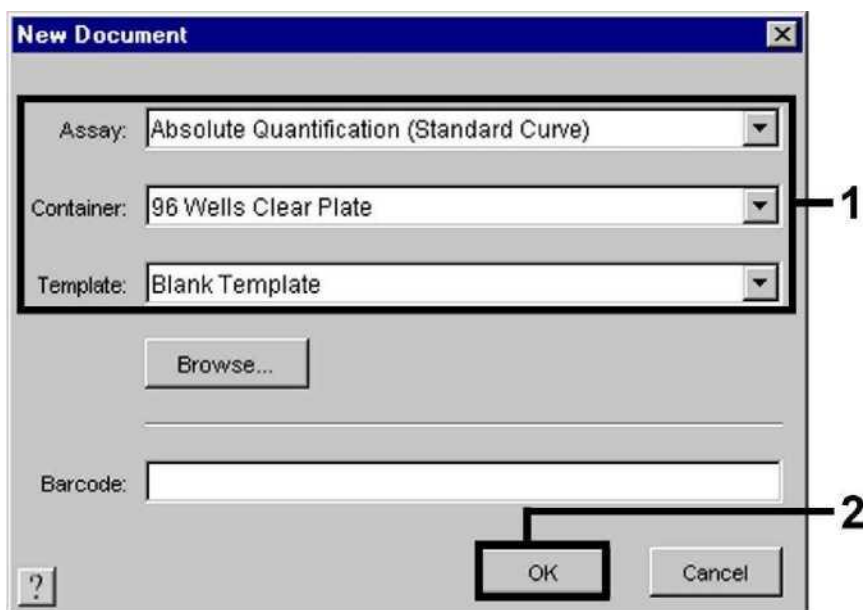 New Document
Assay: Absolute Quantification (Standard Curve)
Container: 96 Wells Clear Plate
1
Template: Blank Template
Browse...
Barcode:
2
OK Cancel
?